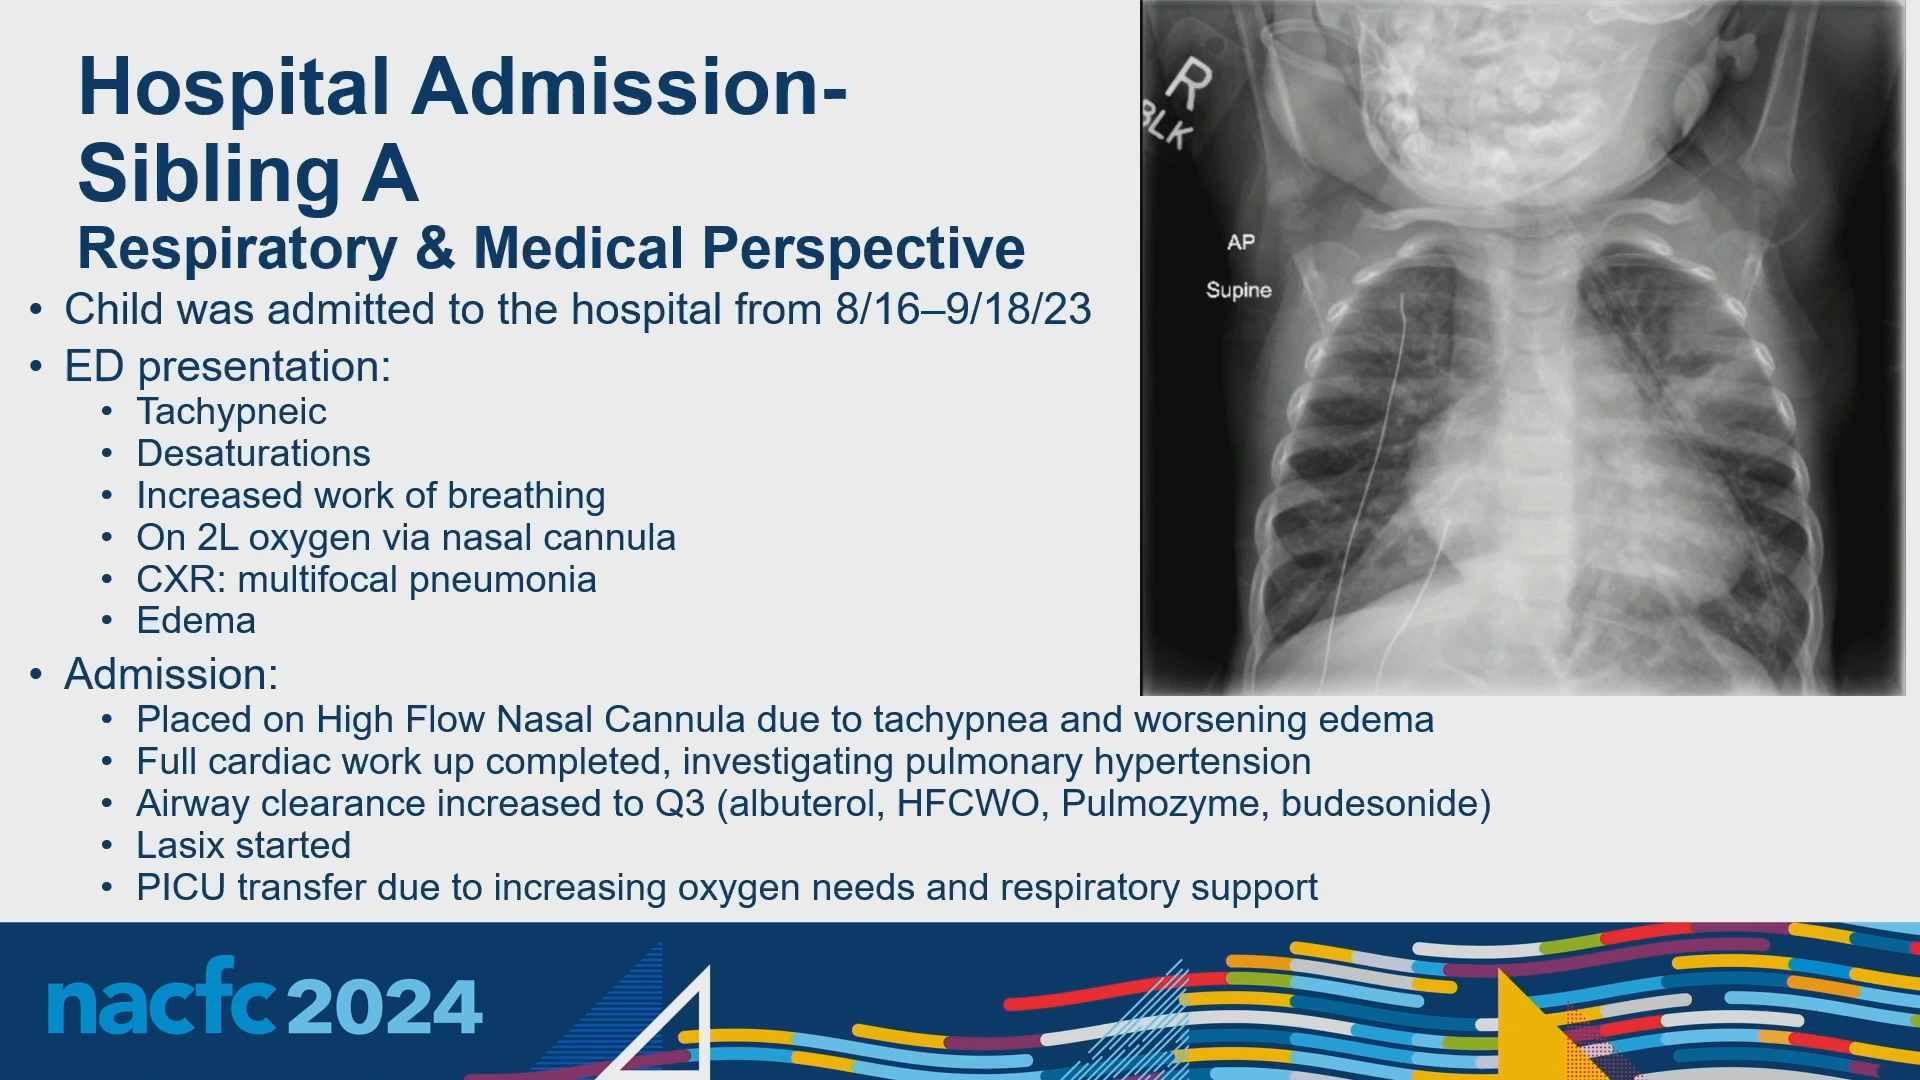 Hospital Admission-
Sibling A
Respiratory & Medical Perspective
• Child was admitted to the hospital from 8/16–9/18/23
• ED presentation:
• Tachypneic
• Desaturations
• Increased work of breathing
• On 2L oxygen via nasal cannula
• CXR: multifocal pneumonia
• Edema
• Admission:
• Placed on High Flow Nasal Cannula due to tachypnea and worsening edema
• Full cardiac work up completed, investigating pulmonary hypertension
• Airway clearance increased to Q3 (albuterol, HFCWO, Pulmozyme, budesonide)
• Lasix started
• PICU transfer due to increasing oxygen needs and respiratory support
R
BLK
AP
Supine
nacfc 2024